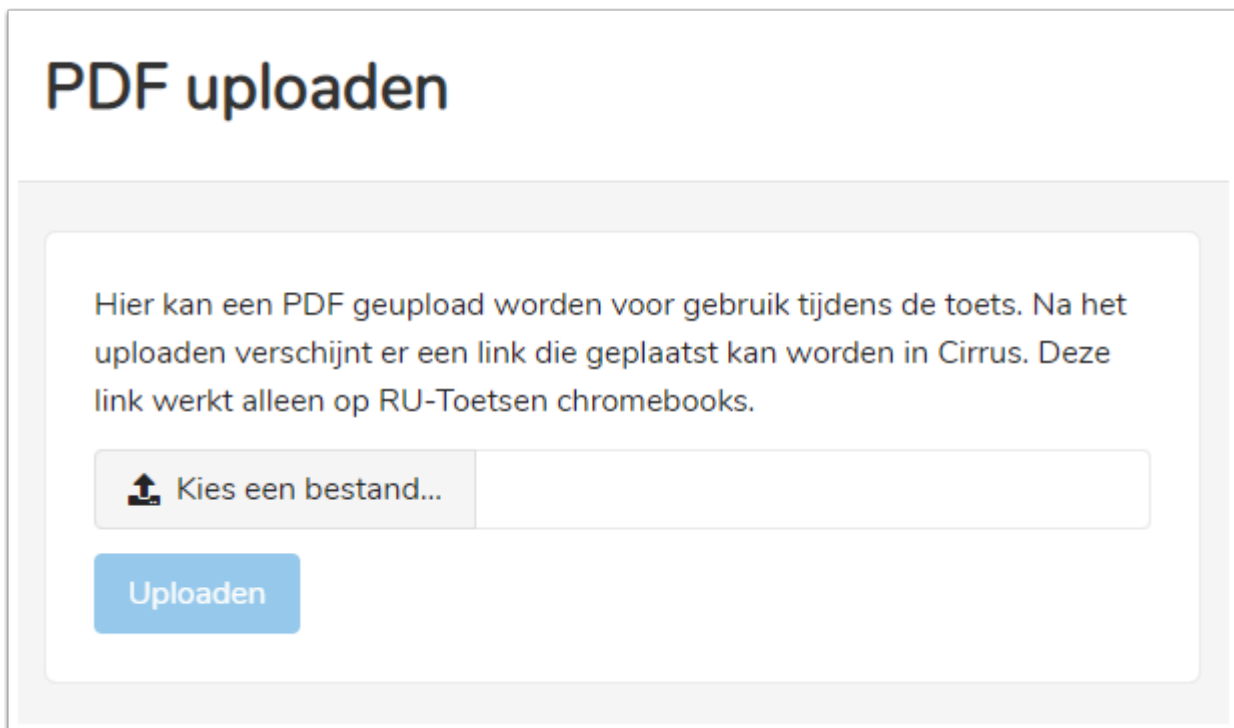 PDF uploaden
Hier kan een PDF geupload worden voor gebruik tijdens de toets. Na het
uploaden verschijnt er een link die geplaatst kan worden in Cirrus. Deze
link werkt alleen op RU-Toetsen chromebooks.
Kies een bestand...
Uploaden